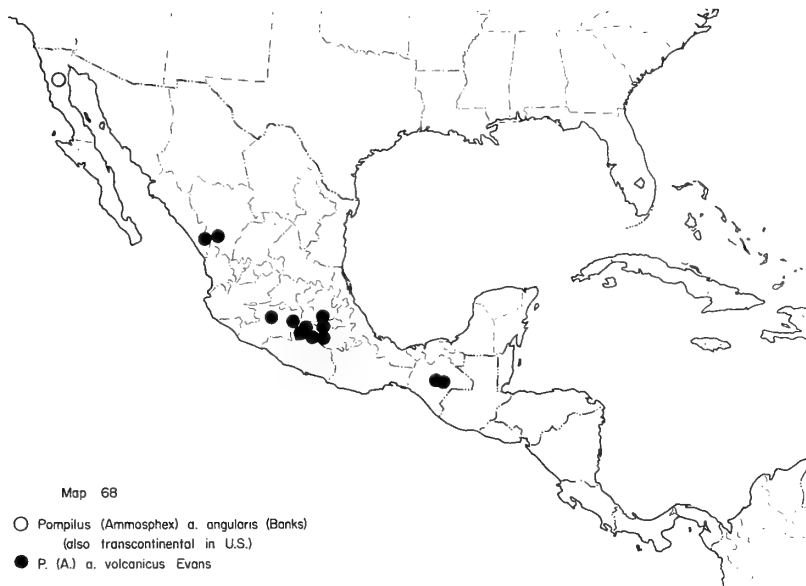 Map 68
Pompilus (Ammosphex) a. angularis (Banks)
(also transcontinental in U.S.)
P. (A.) a. volcanicus Evans